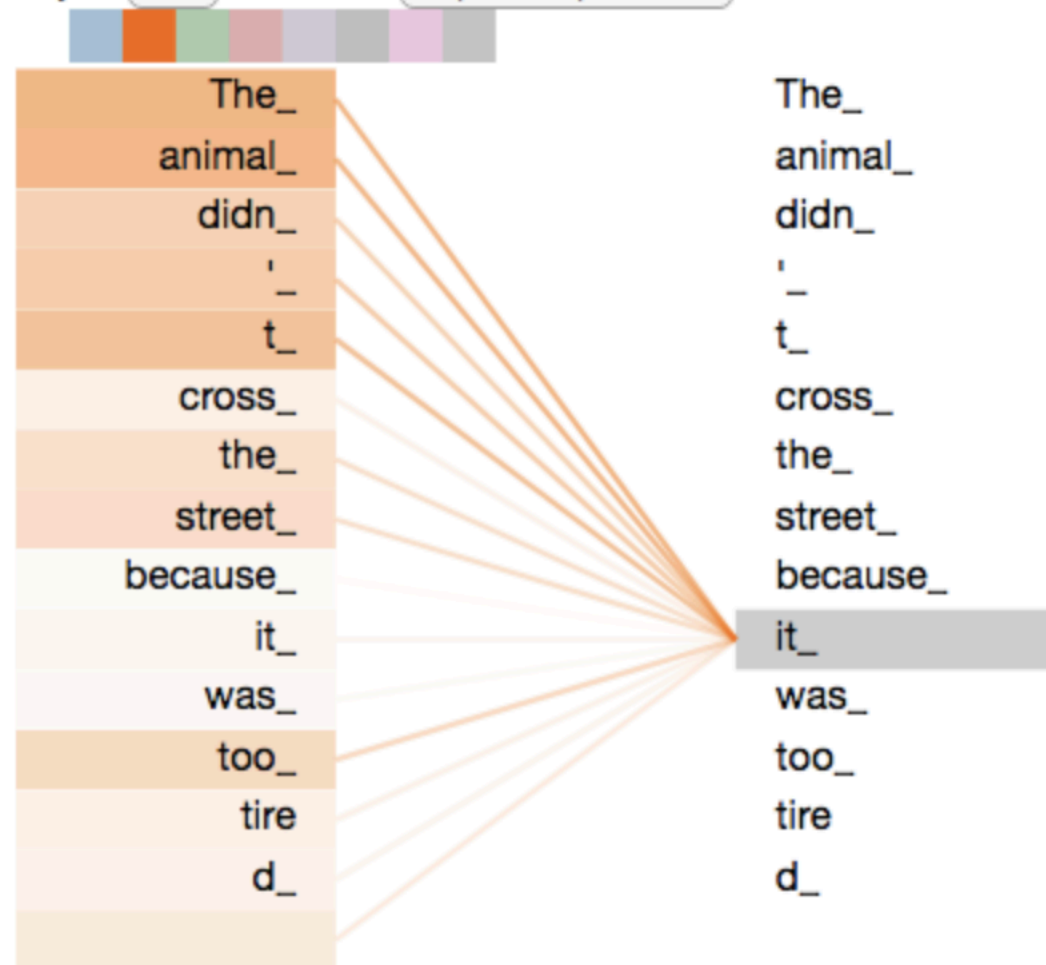 The_ The_
animal_ animal_
didn_ didn_
'_ '_
t_ t_
cross_ cross_
the_ the_
street_ street_
because_ because_
it_ it_
was_ was_
too_ too_
tire tire
d_ d_